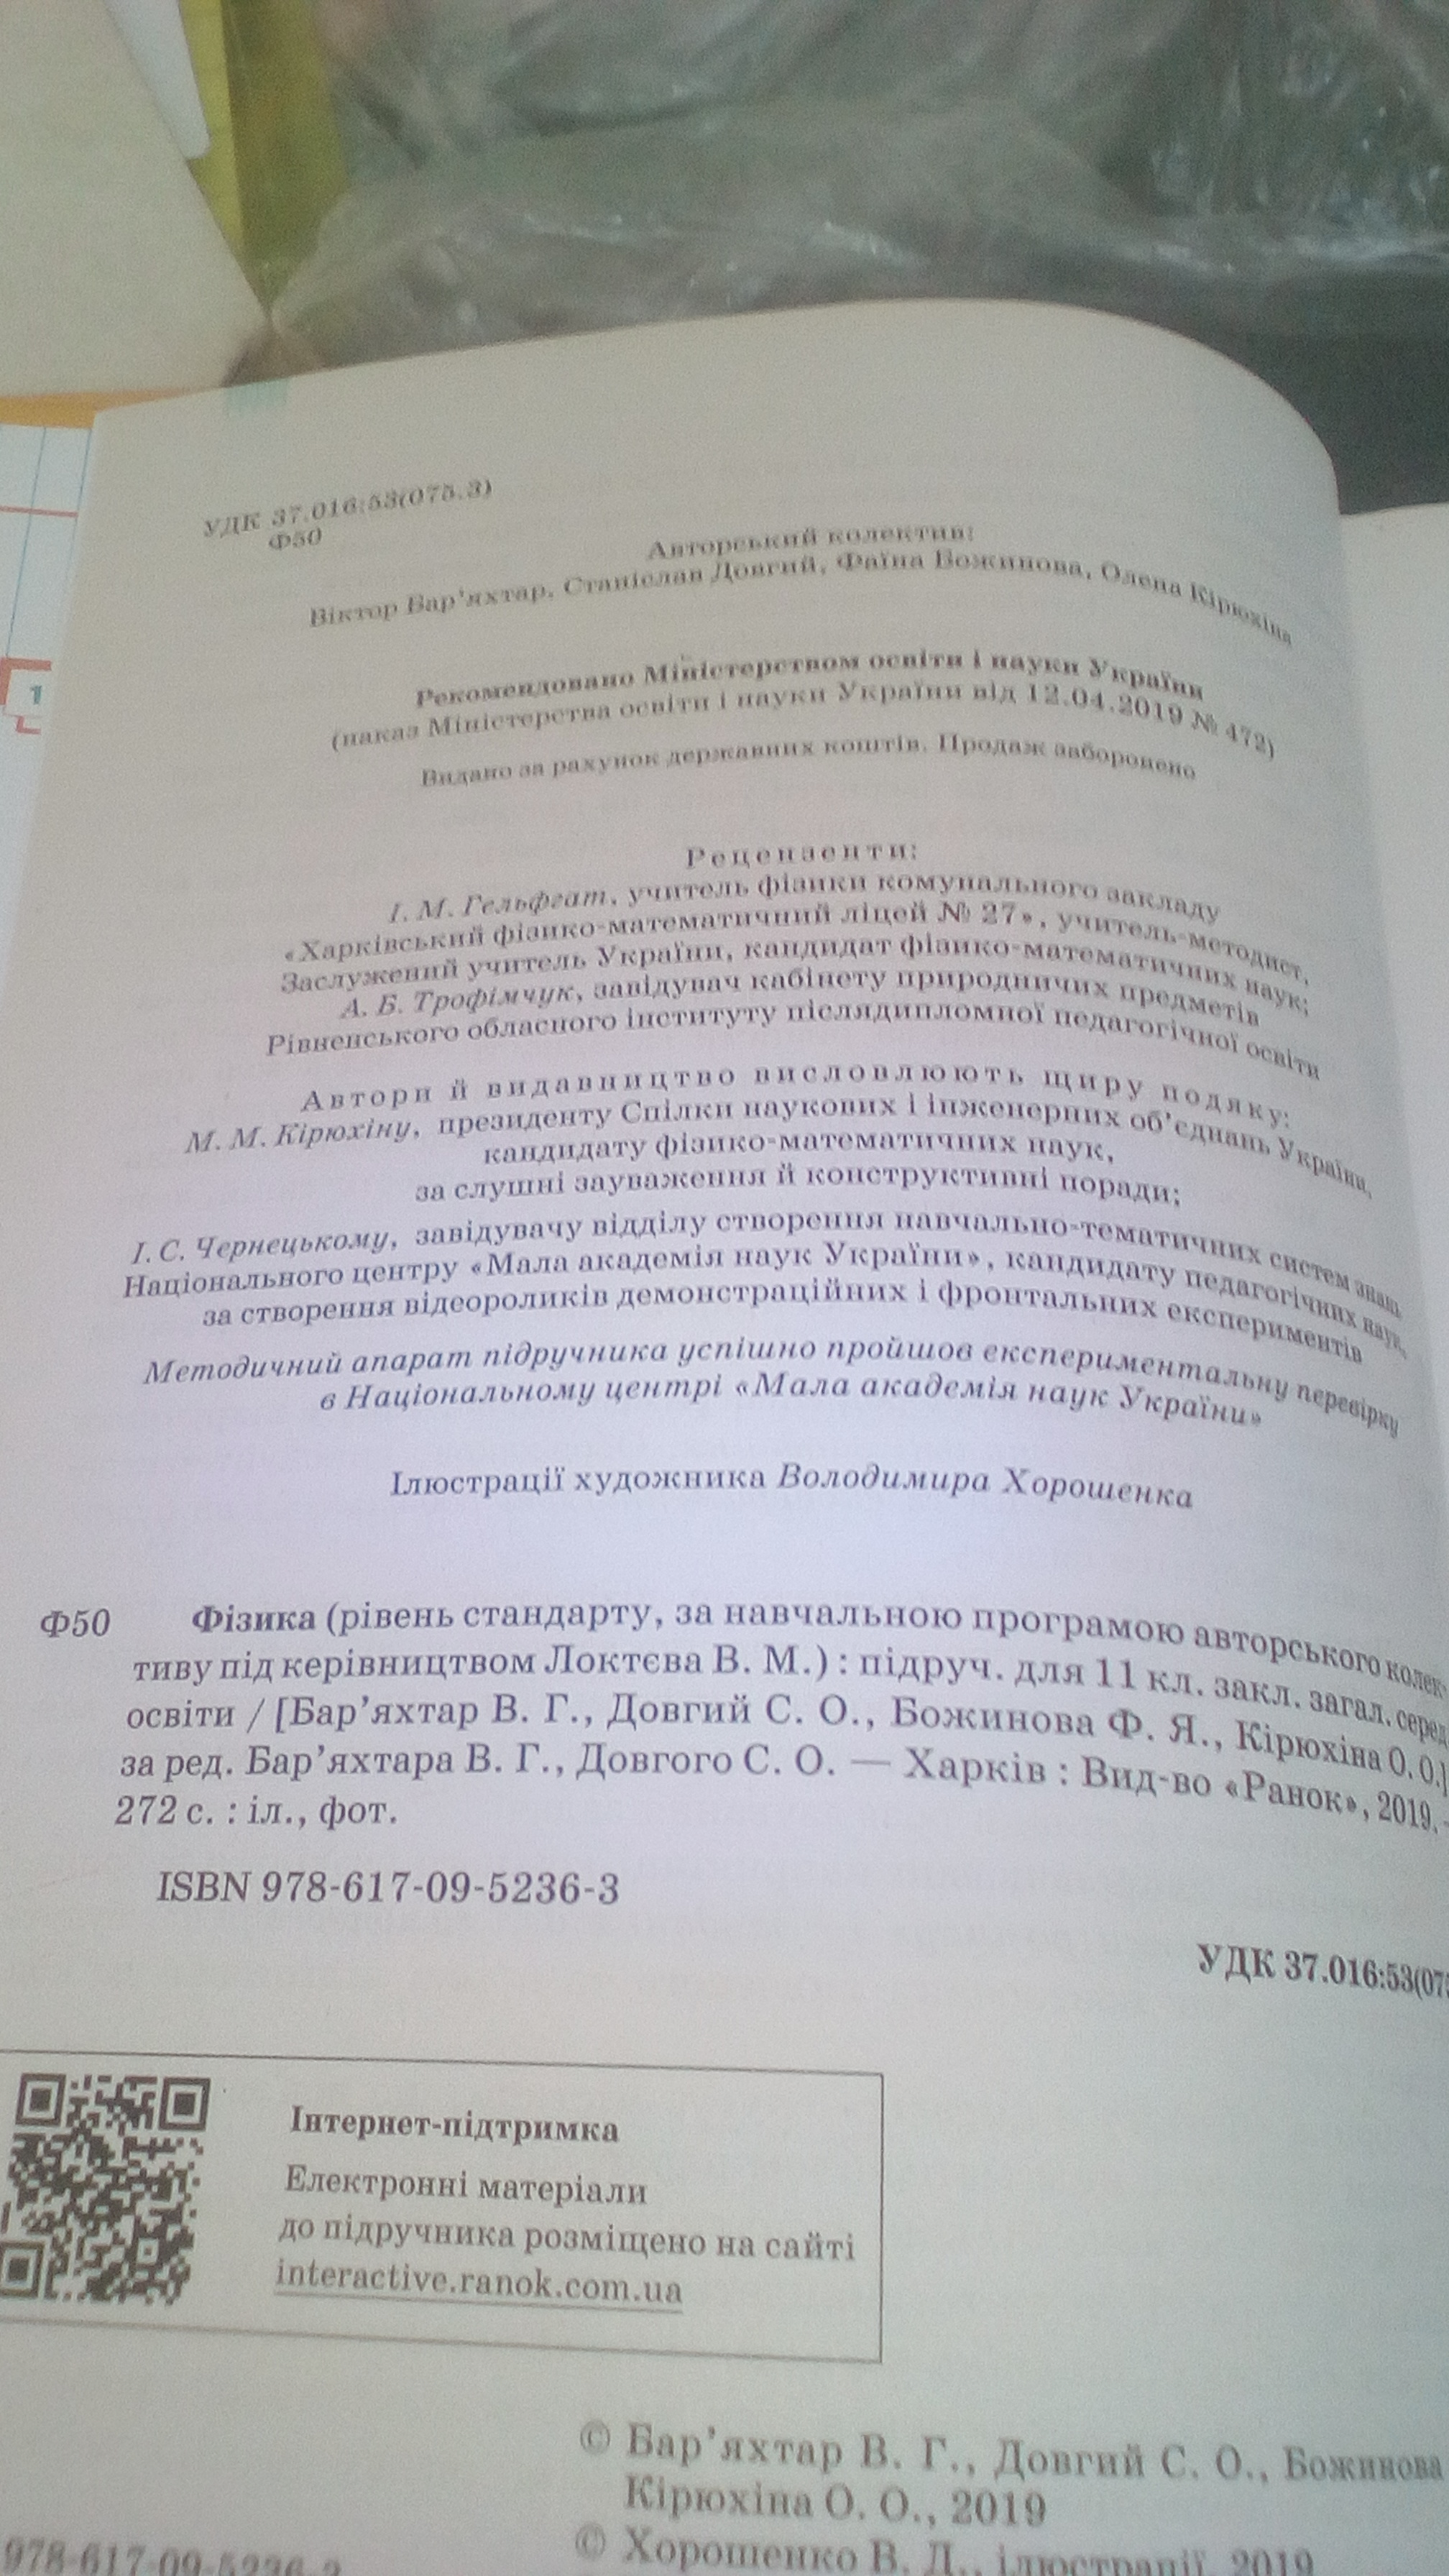 УДК 37.016:53(075.3)
Ф50
Авторський колектив:
Віктор Бар’яхтар, Станіслав Довгий, Фаїна Божинова, Олена Кірюхіна
Рекомендовано Міністерством освіти і науки України
(наказ Міністерства освіти і науки України від 12.04.2019 № 472)
Видано за рахунок державних коштів. Продаж заборонено
Рецензенти:
І. М. Гельфгат, учитель фізики комунального закладу
«Харківський фізико-математичний ліцей № 27», учитель-методист,
Заслужений учитель України, кандидат фізико-математичних наук;
А. Б. Трофімчук, завідувач кабінету природничих предметів
Рівненського обласного інституту післядипломної педагогічної освіти
Автори й видавництво висловлюють щиру подяку:
М. М. Кірюхіну, президенту Спілки наукових і інженерних об’єднань України,
кандидату фізико-математичних наук,
за слушні зауваження й конструктивні поради;
І. С. Чернецькому, завідувачу відділу створення навчально-тематичних систем знань
Національного центру «Мала академія наук України», кандидату педагогічних наук,
за створення відеороликів демонстраційних і фронтальних експериментів
Методичний апарат підручника успішно пройшов експериментальну перевірку
в Національному центрі «Мала академія наук України»
Ілюстрації художника Володимира Хорошенка
Ф50 Фізика (рівень стандарту, за навчальною програмою авторського колек-
тиву під керівництвом Локтєва В. М.) : підруч. для 11 кл. закл. загал. серед
освіти / [Бар’яхтар В. Г., Довгий С. О., Божинова Ф. Я., Кірюхіна О. О.]
за ред. Бар’яхтара В. Г., Довгого С. О. — Харків : Вид-во «Ранок», 2019. -
272 с. : іл., фот.
ISBN 978-617-09-5236-3
УДК 37.016:53(075
Інтернет-підтримка
Електронні матеріали
до підручника розміщено на сайті
interactive.ranok.com.ua
© Бар’яхтар В. Г., Довгий С. О., Божинова
Кірюхіна О. О., 2019
© Хорошенко В. Д., ілюстрації, 2019
978-617-09-5236-3
1